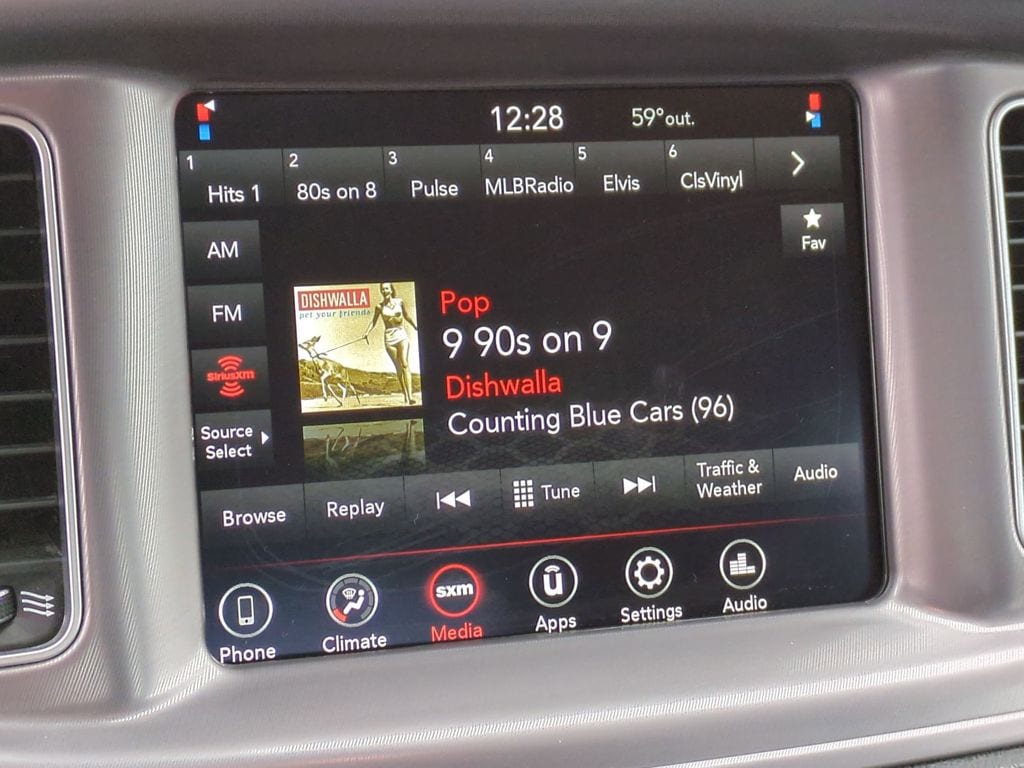 12:28 59°out.
1 Hits 1
2 80s on 8
3 Pulse
4 MLBRadio
5 Elvis
6 ClsVinyl
Fav
AM
FM
SiriusXM
Source
Select
DISHWALLA
pet your friends
Pop
9 90s on 9
Dishwalla
Counting Blue Cars (96)
Browse
Replay
Tune
Traffic &
Weather
Audio
Phone
Climate
sxm
Media
ū
Apps
Settings
Audio